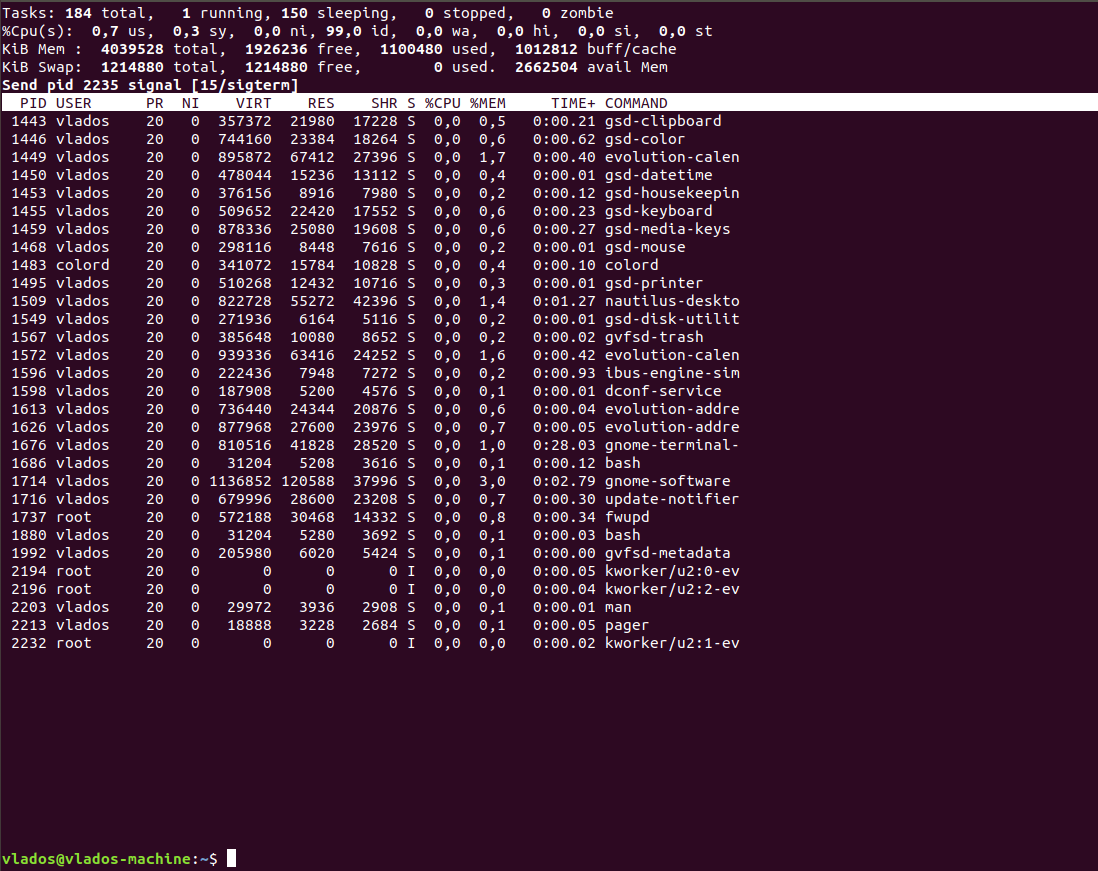 Tasks: 184 total,   1 running, 150 sleeping,   0 stopped,   0 zombie
%Cpu(s):  0,7 us,  0,3 sy,  0,0 ni, 99,0 id,  0,0 wa,  0,0 hi,  0,0 si,  0,0 st
KiB Mem :  4039528 total,  1926236 free,  1100480 used,  1012812 buff/cache
KiB Swap:  1214880 total,  1214880 free,        0 used.  2662504 avail Mem
Send pid 2235 signal [15/sigterm]
  PID USER      PR  NI    VIRT    RES    SHR S %CPU %MEM     TIME+ COMMAND
 1443 vlados    20   0  357372  21980  17228 S  0,0  0,5   0:00.21 gsd-clipboard
 1446 vlados    20   0  744160  23384  18264 S  0,0  0,6   0:00.62 gsd-color
 1449 vlados    20   0  895872  67412  27396 S  0,0  1,7   0:00.40 evolution-calen
 1450 vlados    20   0  478044  15236  13112 S  0,0  0,4   0:00.01 gsd-datetime
 1453 vlados    20   0  376156   8916   7980 S  0,0  0,2   0:00.12 gsd-housekeepin
 1455 vlados    20   0  509652  22420  17552 S  0,0  0,6   0:00.23 gsd-keyboard
 1459 vlados    20   0  878336  25080  19608 S  0,0  0,6   0:00.27 gsd-media-keys
 1468 vlados    20   0  298116   8448   7616 S  0,0  0,2   0:00.01 gsd-mouse
 1483 colord    20   0  341072  15784  10828 S  0,0  0,4   0:00.10 colord
 1495 vlados    20   0  510268  12432  10716 S  0,0  0,3   0:00.01 gsd-printer
 1509 vlados    20   0  822728  55272  42396 S  0,0  1,4   0:01.27 nautilus-deskto
 1549 vlados    20   0  271936   6164   5116 S  0,0  0,2   0:00.01 gsd-disk-utilit
 1567 vlados    20   0  385648  10080   8652 S  0,0  0,2   0:00.02 gvfsd-trash
 1572 vlados    20   0  939336  63416  24252 S  0,0  1,6   0:00.42 evolution-calen
 1596 vlados    20   0  222436   7948   7272 S  0,0  0,2   0:00.93 ibus-engine-sim
 1598 vlados    20   0  187908   5200   4576 S  0,0  0,1   0:00.01 dconf-service
 1613 vlados    20   0  736440  24344  20876 S  0,0  0,6   0:00.04 evolution-addre
 1626 vlados    20   0  877968  27600  23976 S  0,0  0,7   0:00.05 evolution-addre
 1676 vlados    20   0  810516  41828  28520 S  0,0  1,0   0:28.03 gnome-terminal-
 1686 vlados    20   0   31204   5208   3616 S  0,0  0,1   0:00.12 bash
 1714 vlados    20   0 1136852 120588  37996 S  0,0  3,0   0:02.79 gnome-software
 1716 vlados    20   0  679996  28600  23208 S  0,0  0,7   0:00.30 update-notifier
 1737 root      20   0  572188  30468  14332 S  0,0  0,8   0:00.34 fwupd
 1880 vlados    20   0   31204   5280   3692 S  0,0  0,1   0:00.03 bash
 1992 vlados    20   0  205980   6020   5424 S  0,0  0,1   0:00.00 gvfsd-metadata
 2194 root      20   0       0      0      0 I  0,0  0,0   0:00.05 kworker/u2:0-ev
 2196 root      20   0       0      0      0 I  0,0  0,0   0:00.04 kworker/u2:2-ev
 2203 vlados    20   0   29972   3936   2908 S  0,0  0,1   0:00.01 man
 2213 vlados    20   0   18888   3228   2684 S  0,0  0,1   0:00.05 pager
 2232 root      20   0       0      0      0 I  0,0  0,0   0:00.02 kworker/u2:1-ev
vlados@vlados-machine:~$